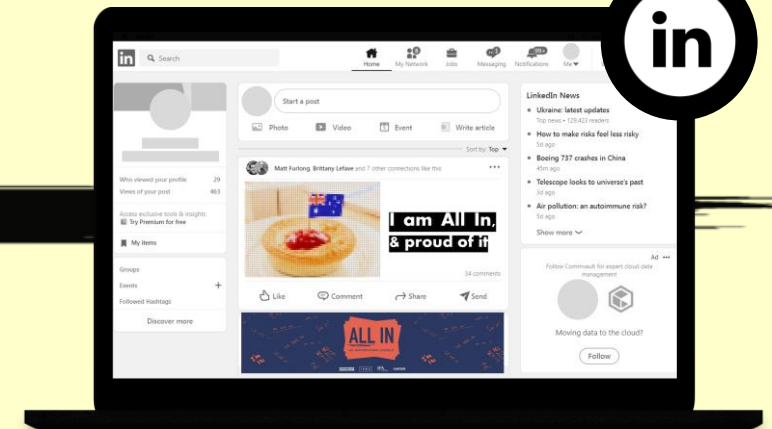 in
in
Search
Home
My Network
Jobs
Messaging
Notifications
99+
Me
Start a post
Photo
Video
Event
Write article
Sort by: Top
Who viewed your profile 29
Views of your post 463
Access exclusive tools & insights
Try Premium for free
My items
Groups
Events +
Followed Hashtags
Discover more
Matt Furlong, Brittany Lefave and 7 other connections like this
I am All In,
& proud of it
34 comments
Like
Comment
Share
Send
ALL IN
LinkedIn News
Ukraine: latest updates
Top news • 129,423 readers
How to make risks feel less risky
5d ago
Boeing 737 crashes in China
45m ago
Telescope looks to universe's past
3d ago
Air pollution: an autoimmune risk?
5d ago
Show more
Ad
Follow Commvault for expert cloud data
management
Moving data to the cloud?
Follow